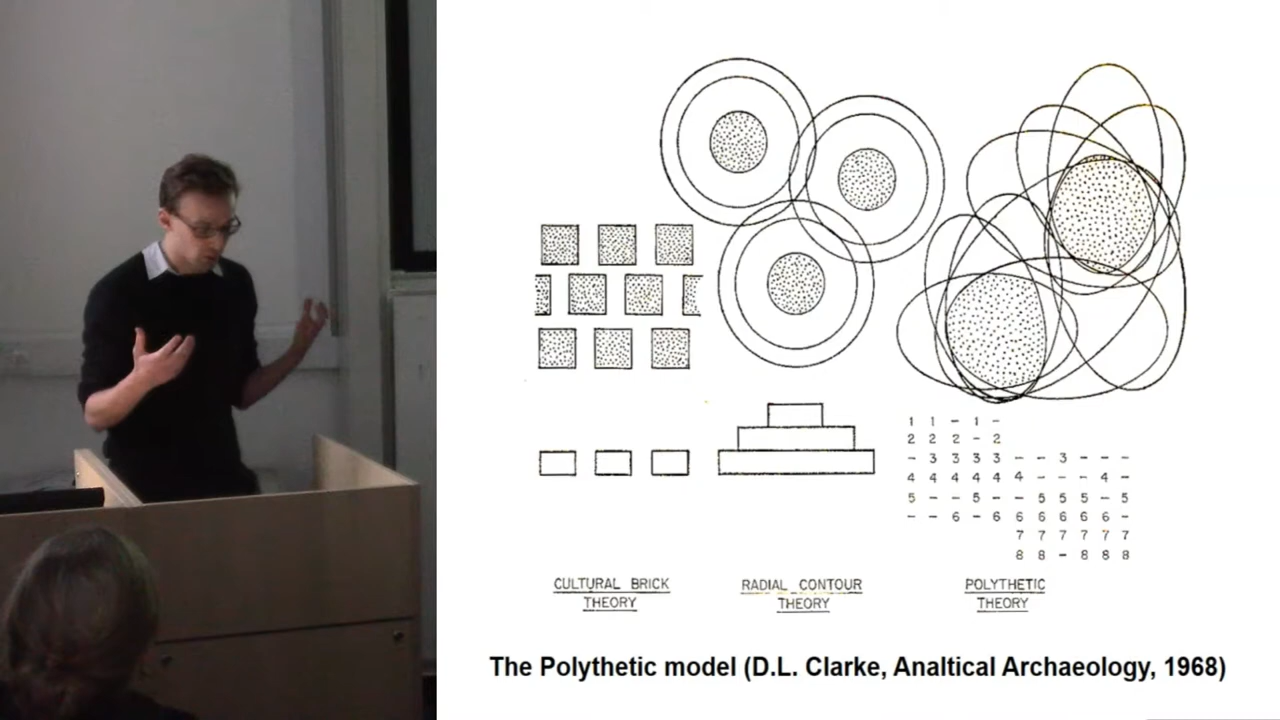 1 1 - 1 -
2 2 2 - 2
- 3 3 3 3 - - 3 - - -
4 4 4 4 4 4 - - - 4 -
5 - - 5 - - 5 5 5 - 5
- - 6 - 6 6 6 6 6 6 -
7 7 7 7 7 7
8 8 - 8 8 8
CULTURAL BRICK
THEORY
RADIAL CONTOUR
THEORY
POLYTHETIC
THEORY
The Polythetic model (D.L. Clarke, Analtical Archaeology, 1968)